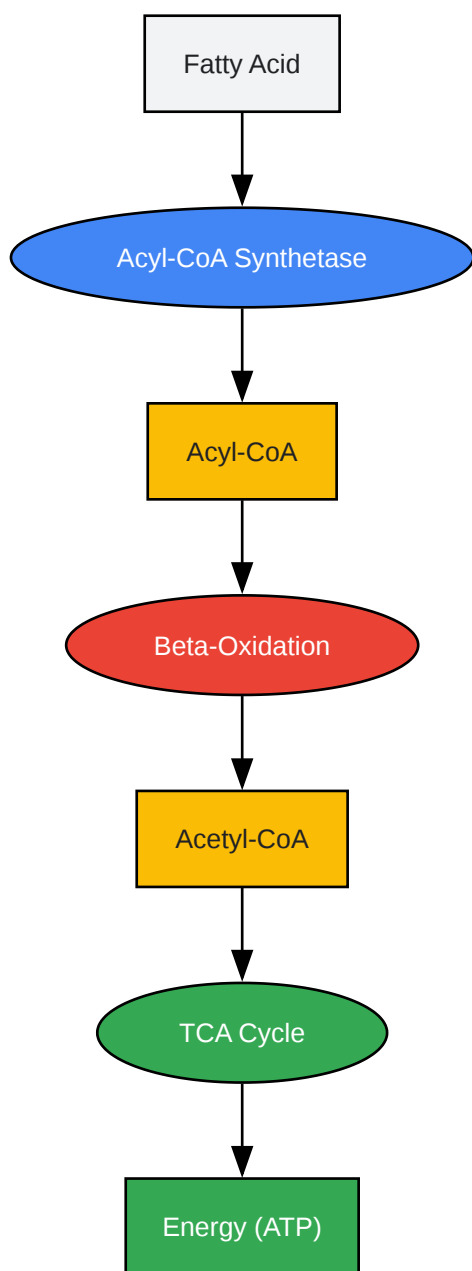 Fatty Acid
Acyl-CoA Synthetase
Acyl-CoA
Beta-Oxidation
Acetyl-CoA
TCA Cycle
Energy (ATP)